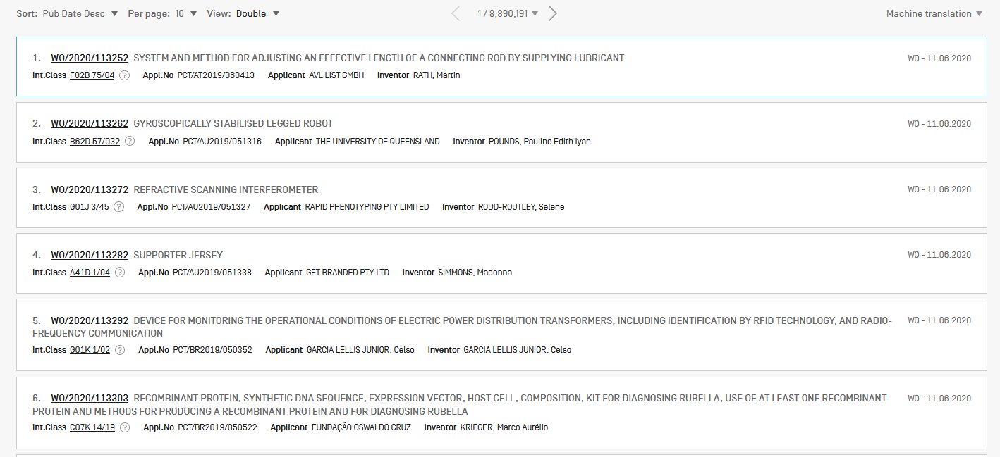 Sort: Pub Date Desc Per page: 10 View: Double 1 / 8,890,191 Machine translation
1. WO/2020/113252 SYSTEM AND METHOD FOR ADJUSTING AN EFFECTIVE LENGTH OF A CONNECTING ROD BY SUPPLYING LUBRICANT WO - 11.06.2020
Int.Class F02B 75/04 ? Appl.No PCT/AT2019/060413 Applicant AVL LIST GMBH Inventor RATH, Martin
2. WO/2020/113262 GYROSCOPICALLY STABILISED LEGGED ROBOT WO - 11.06.2020
Int.Class B62D 57/032 ? Appl.No PCT/AU2019/051316 Applicant THE UNIVERSITY OF QUEENSLAND Inventor POUNDS, Pauline Edith Iyan
3. WO/2020/113272 REFRACTIVE SCANNING INTERFEROMETER WO - 11.06.2020
Int.Class G01J 3/45 ? Appl.No PCT/AU2019/051327 Applicant RAPID PHENOTYPING PTY LIMITED Inventor RODD-ROUTLEY, Selene
4. WO/2020/113282 SUPPORTER JERSEY WO - 11.06.2020
Int.Class A41D 1/04 ? Appl.No PCT/AU2019/051338 Applicant GET BRANDED PTY LTD Inventor SIMMONS, Madonna
5. WO/2020/113292 DEVICE FOR MONITORING THE OPERATIONAL CONDITIONS OF ELECTRIC POWER DISTRIBUTION TRANSFORMERS, INCLUDING IDENTIFICATION BY RFID TECHNOLOGY, AND RADIO- WO - 11.06.2020
FREQUENCY COMMUNICATION
Int.Class G01K 1/02 ? Appl.No PCT/BR2019/050352 Applicant GARCIA LELLIS JUNIOR, Celso Inventor GARCIA LELLIS JUNIOR, Celso
6. WO/2020/113303 RECOMBINANT PROTEIN, SYNTHETIC DNA SEQUENCE, EXPRESSION VECTOR, HOST CELL, COMPOSITION, KIT FOR DIAGNOSING RUBELLA, USE OF AT LEAST ONE RECOMBINANT WO - 11.06.2020
PROTEIN AND METHODS FOR PRODUCING A RECOMBINANT PROTEIN AND FOR DIAGNOSING RUBELLA
Int.Class C07K 14/19 ? Appl.No PCT/BR2019/050522 Applicant FUNDAÇÃO OSWALDO CRUZ Inventor KRIEGER, Marco Aurélio